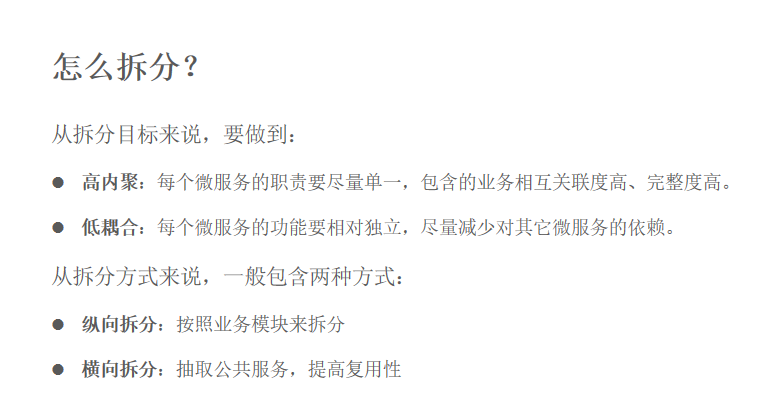 怎么拆分？
从拆分目标来说，要做到：
● 高内聚：每个微服务的职责要尽量单一，包含的业务相互关联度高、完整度高。
● 低耦合：每个微服务的功能要相对独立，尽量减少对其它微服务的依赖。
从拆分方式来说，一般包含两种方式：
● 纵向拆分：按照业务模块来拆分
● 横向拆分：抽取公共服务，提高复用性